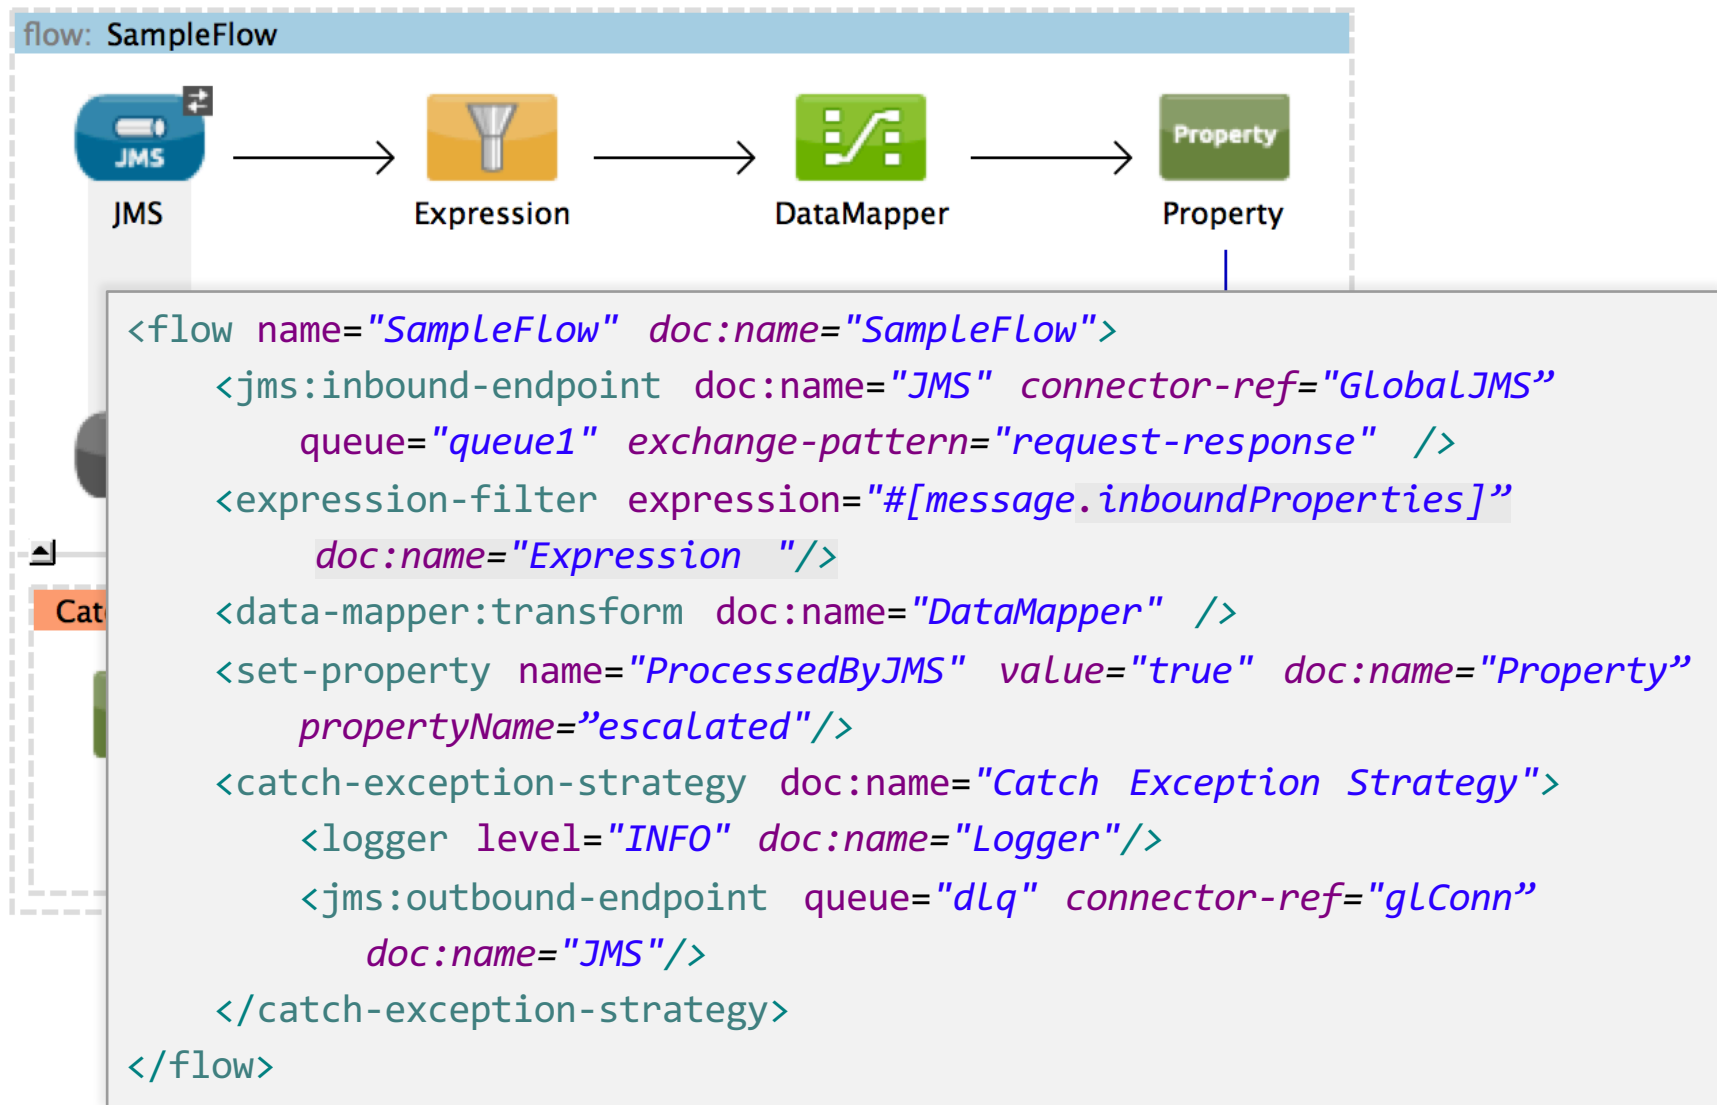 flow: SampleFlow
JMS
Property
JMS Expression DataMapper Property
<flow name="SampleFlow" doc:name="SampleFlow">
<jms:inbound-endpoint doc:name="JMS" connector-ref="GlobalJMS”
queue="queue1" exchange-pattern="request-response" />
<expression-filter expression="#[message.inboundProperties]”
doc:name="Expression "/>
<data-mapper:transform doc:name="DataMapper" />
<set-property name="ProcessedByJMS" value="true" doc:name="Property”
propertyName=”escalated"/>
<catch-exception-strategy doc:name="Catch Exception Strategy">
<logger level="INFO" doc:name="Logger"/>
<jms:outbound-endpoint queue="dlq" connector-ref="glConn”
doc:name="JMS"/>
</catch-exception-strategy>
</flow>